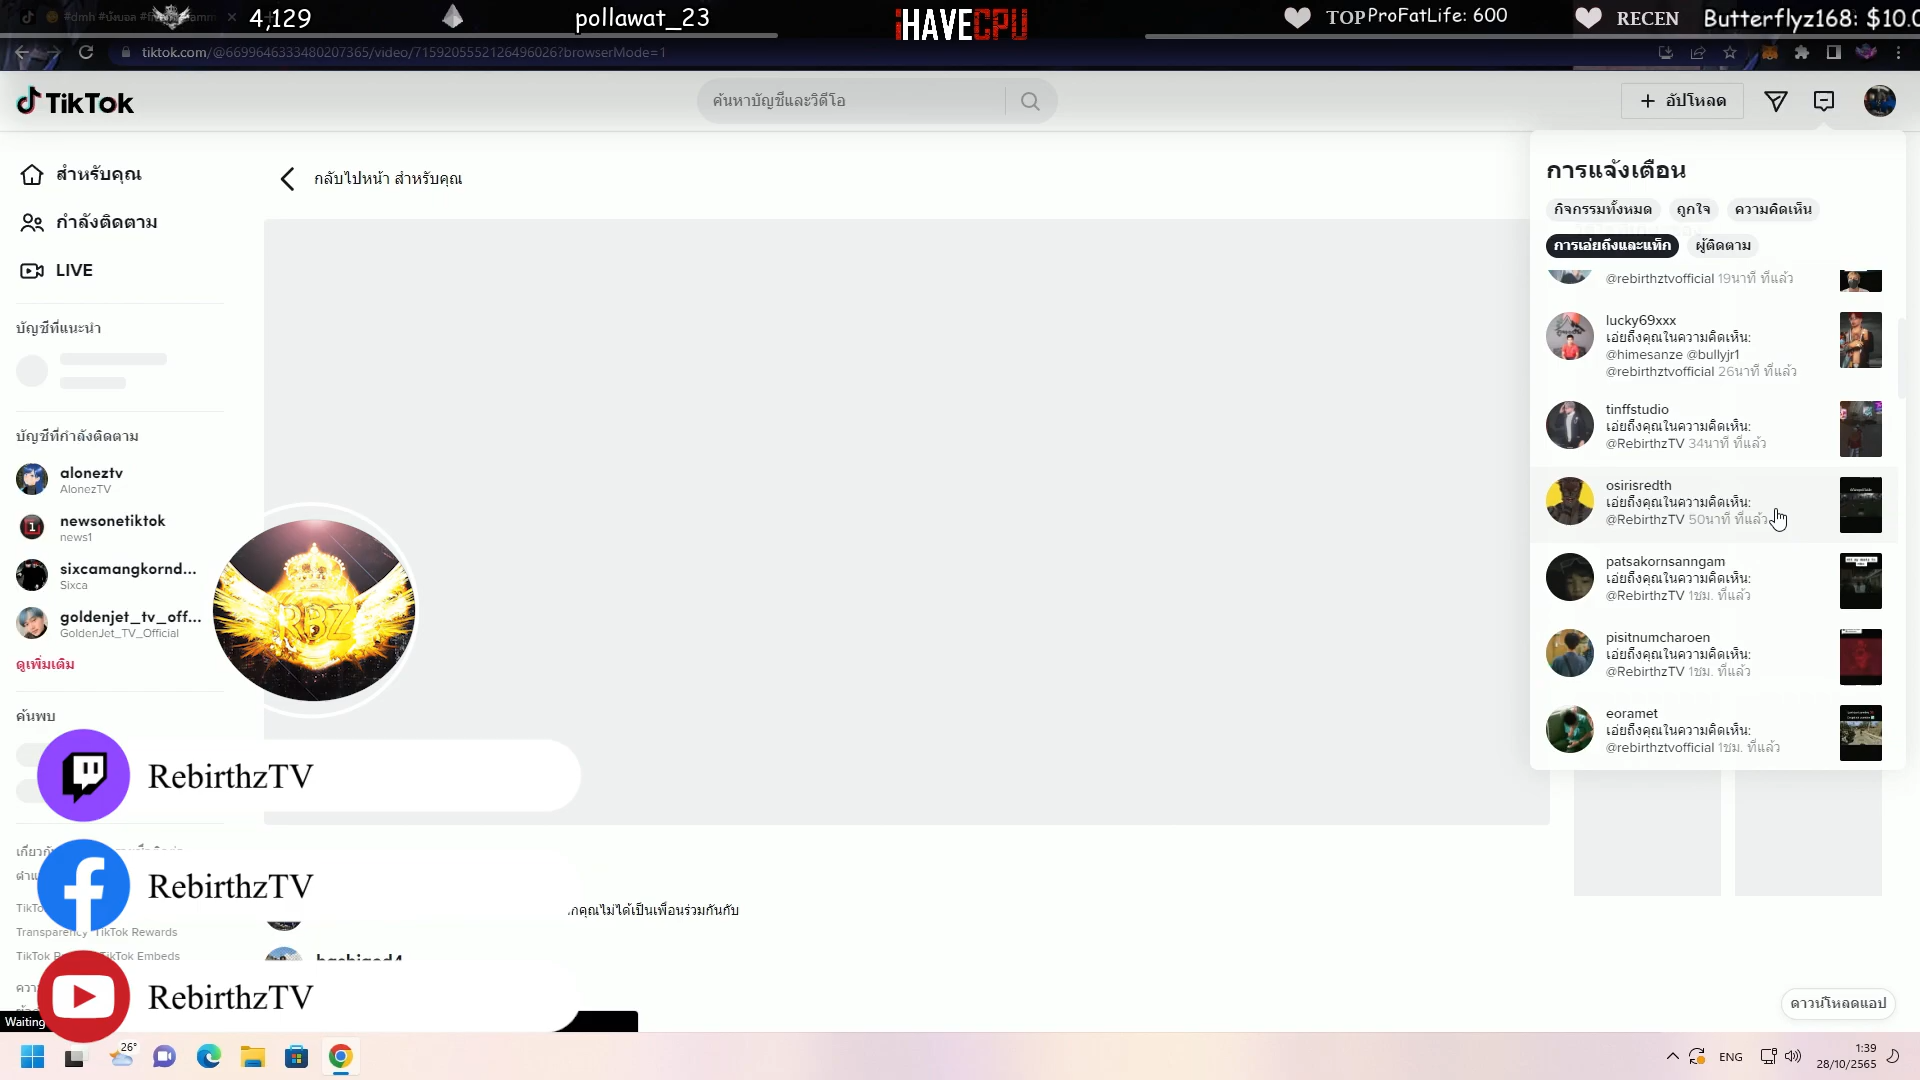 4,129
pollawat_23
iHAVECPU
TOP ProFatLife: 600
RECEN Butterflyz168: $10.0
tiktok.com/@6699646333480207365/video/7159205552126496026?browserMode=1
TikTok
ค้นหาบัญชีและวิดีโอ
อัปโหลด
สำหรับคุณ
กำลังติดตาม
LIVE
บัญชีที่แนะนำ
บัญชีที่กำลังติดตาม
aloneztv
AlonezTV
newsonetiktok
news1
sixcamangkornd...
Sixca
goldenjet_tv_off...
GoldenJet_TV_Official
ดูเพิ่มเติม
ค้นพบ
กลับไปหน้า สำหรับคุณ
RBZ
การแจ้งเตือน
กิจกรรมทั้งหมด
ถูกใจ
ความคิดเห็น
การเอ่ยถึงและแท็ก
ผู้ติดตาม
@rebirthztvofficial 19นาที ที่แล้ว
lucky69xxx
เอ่ยถึงคุณในความคิดเห็น:
@himesanze @bullyjr1
@rebirthztvofficial 26นาที ที่แล้ว
tinffstudio
เอ่ยถึงคุณในความคิดเห็น:
@RebirthzTV 34นาที ที่แล้ว
osirisredth
เอ่ยถึงคุณในความคิดเห็น:
@RebirthzTV 50นาที ที่แล้ว
patsakornsanngam
เอ่ยถึงคุณในความคิดเห็น:
@RebirthzTV 1ชม. ที่แล้ว
pisitnumcharoen
เอ่ยถึงคุณในความคิดเห็น:
@RebirthzTV 1ชม. ที่แล้ว
eoramet
เอ่ยถึงคุณในความคิดเห็น:
@rebirthztvofficial 1ชม. ที่แล้ว
RebirthzTV
RebirthzTV
Transparency TikTok Rewards
TikTok Embeds
RebirthzTV
คุณไม่ได้เป็นเพื่อนร่วมกันกับ
ดาวน์โหลดแอป
Waiting
26°
ENG
1:39
28/10/2565